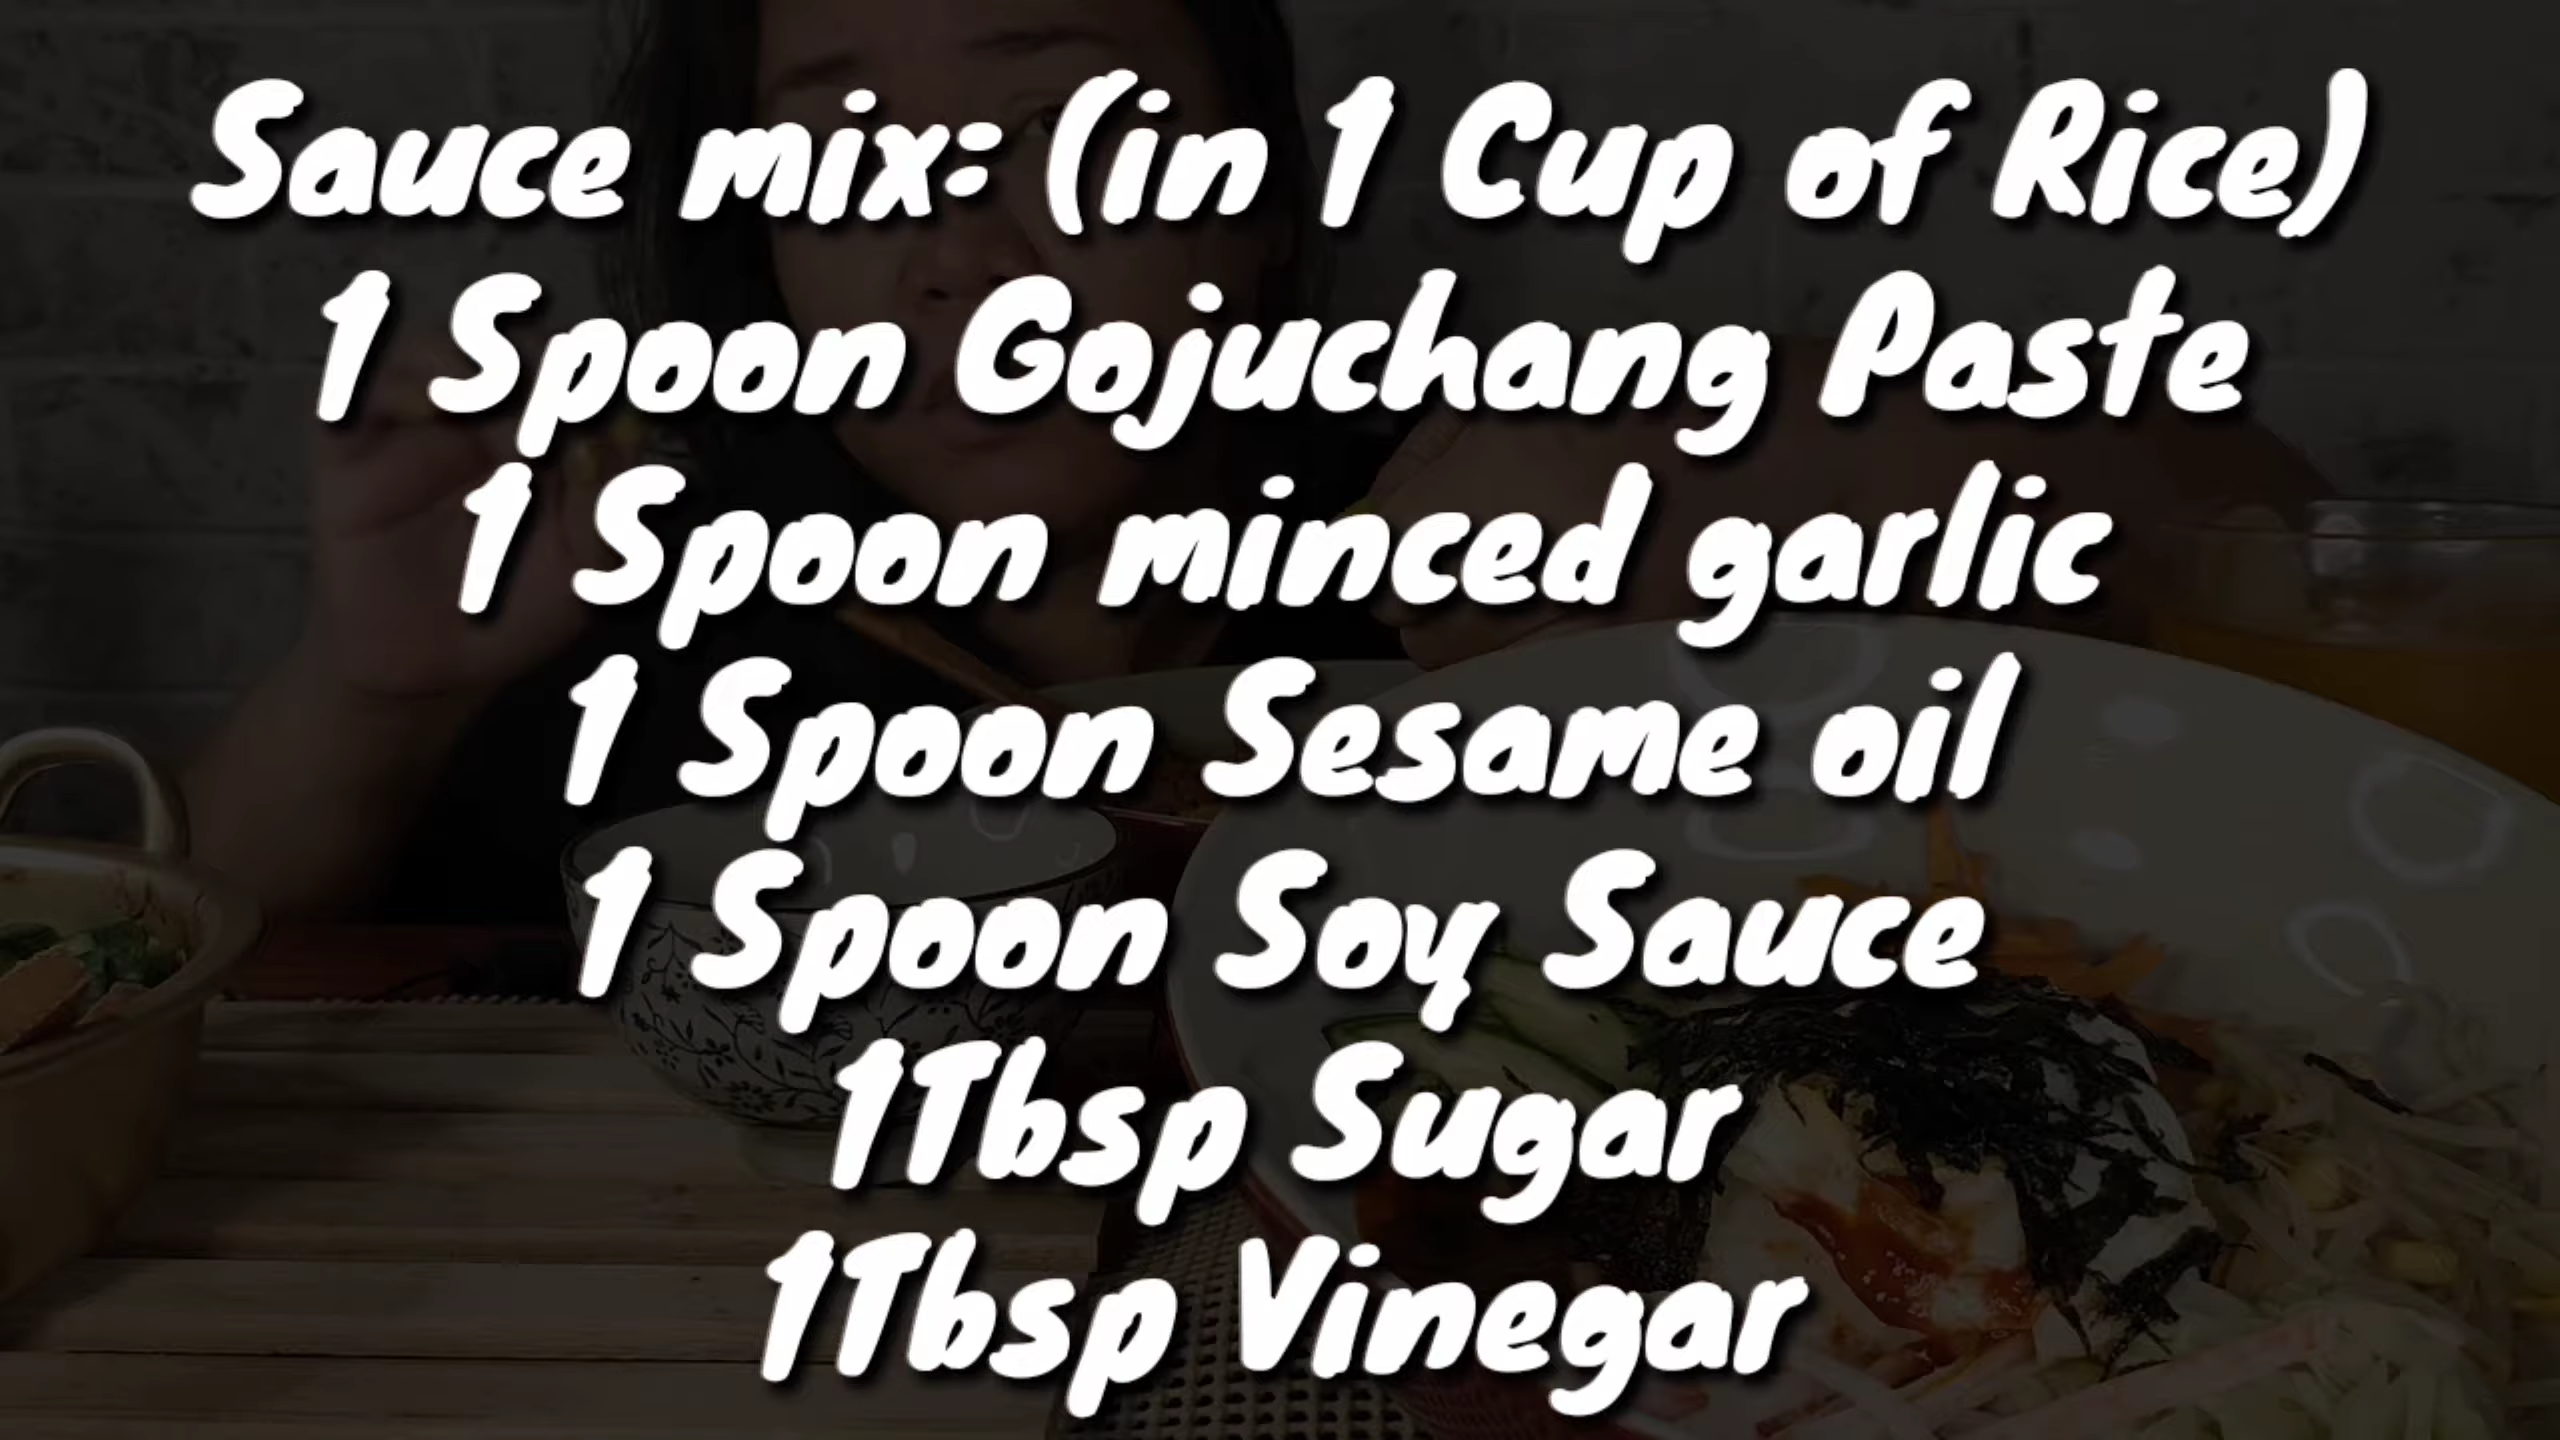 Sauce mix: (in 1 Cup of Rice)
1 Spoon Gojuchang Paste
1 Spoon minced garlic
1 Spoon Sesame oil
1 Spoon Soy Sauce
1Tbsp Sugar
1Tbsp Vinegar